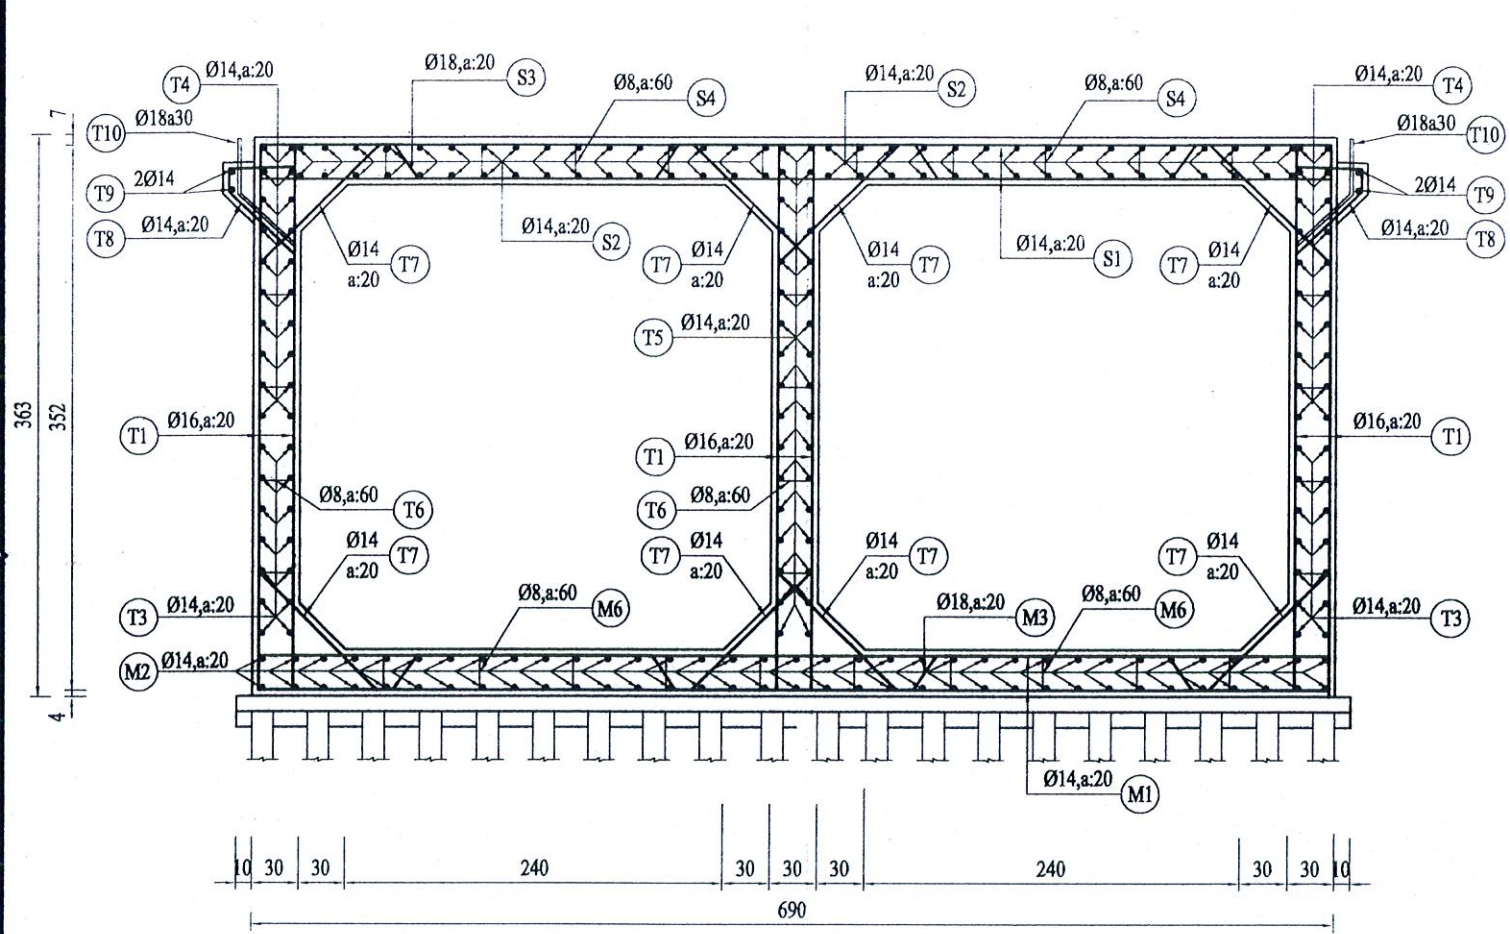 T4 Ø14,a:20
Ø18,a:20 S3
Ø8,a:60 S4
Ø14,a:20 S2
Ø8,a:60 S4
Ø14,a:20 T4
7
Ø18a30
T10
Ø18a30
T10
T9 2Ø14
2Ø14 T9
T8 Ø14,a:20
Ø14,a:20 T8
Ø14
a:20
T7
Ø14,a:20 S2
T7
Ø14
a:20
Ø14
a:20
T7
Ø14,a:20 S1
T7
Ø14
a:20
T5 Ø14,a:20
363
352
T1 Ø16,a:20
T1 Ø16,a:20
Ø16,a:20 T1
Ø8,a:60 T6
T6 Ø8,a:60
Ø14
a:20
T7
T7
Ø14
a:20
Ø14
a:20
T7
T7
Ø14
a:20
T3 Ø14,a:20
Ø8,a:60 M6
Ø18,a:20 M3
Ø8,a:60 M6
Ø14,a:20 T3
M2 Ø14,a:20
4
Ø14,a:20 M1
10 30 30 240 30 30 30 240 30 30 10
690